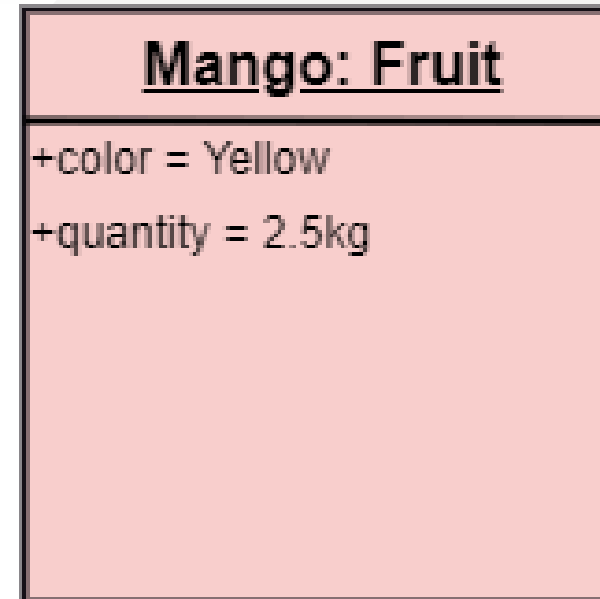 Mango: Fruit
+color = Yellow
+quantity = 2.5kg